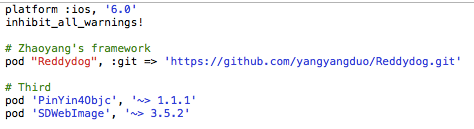 platform :ios, '6.0'
inhibit_all_warnings!
# Zhaoyang's framework
pod "Reddydog", :git => 'https://github.com/yangyangduo/Reddydog.git'
# Third
pod 'PinYin4Objc', '~> 1.1.1'
pod 'SDWebImage', '~> 3.5.2'